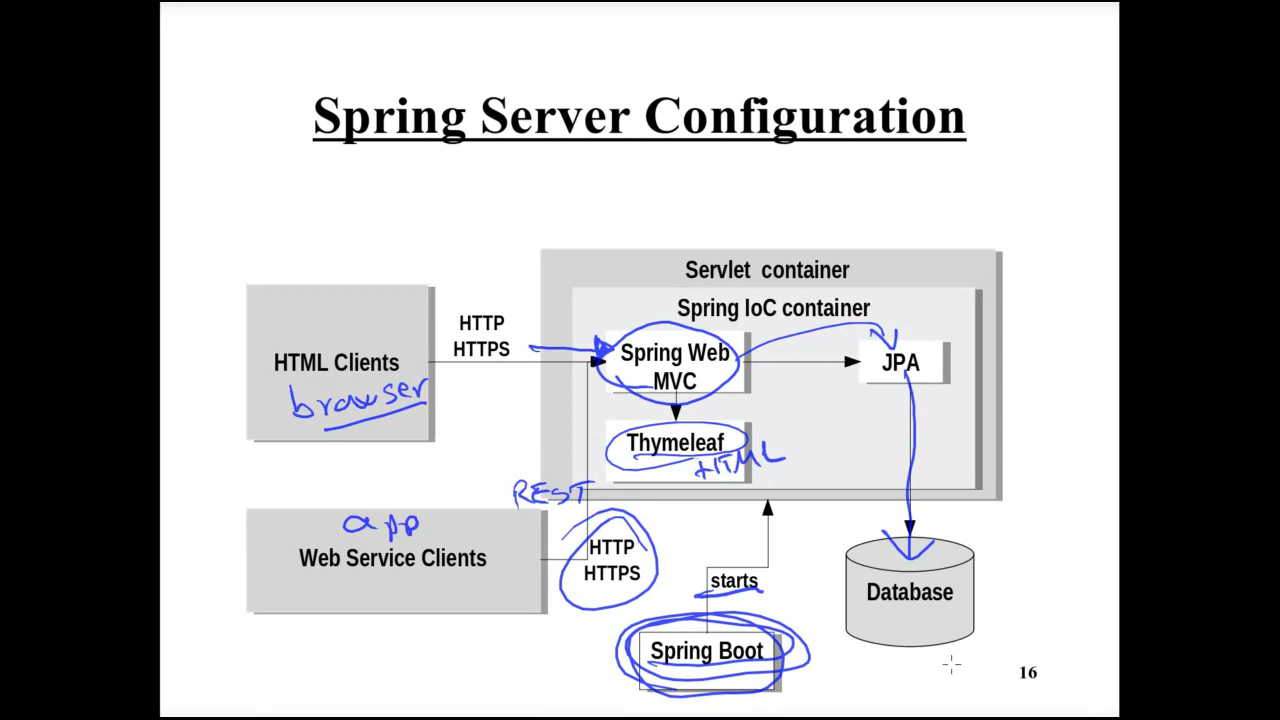 Spring Server Configuration
Servlet container
Spring IoC container
HTTP
HTTPS
HTML Clients
browser
Spring Web
MVC
JPA
Thymeleaf
HTML
REST
app
Web Service Clients
HTTP
HTTPS
starts
Database
Spring Boot
16